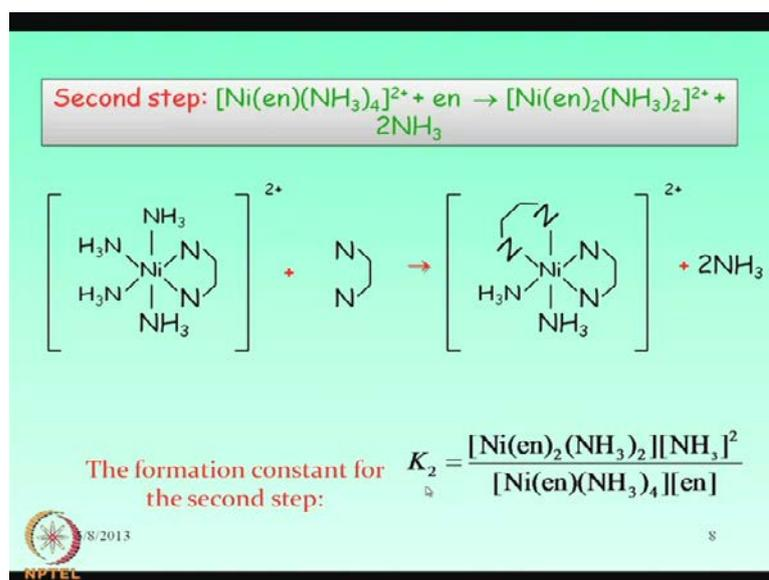 Second step: [Ni(en)(NH₃)₄]²⁺ + en → [Ni(en)₂(NH₃)₂]²⁺ +
2NH₃
2+ 2+
NH₃ N
H₃N N N N N
Ni + → Ni + 2NH₃
H₃N N N H₃N N
NH₃ NH₃
The formation constant for
the second step:
K₂ = [Ni(en)₂(NH₃)₂][NH₃]² / [Ni(en)(NH₃)₄][en]
/8/2013 8
NPTEL